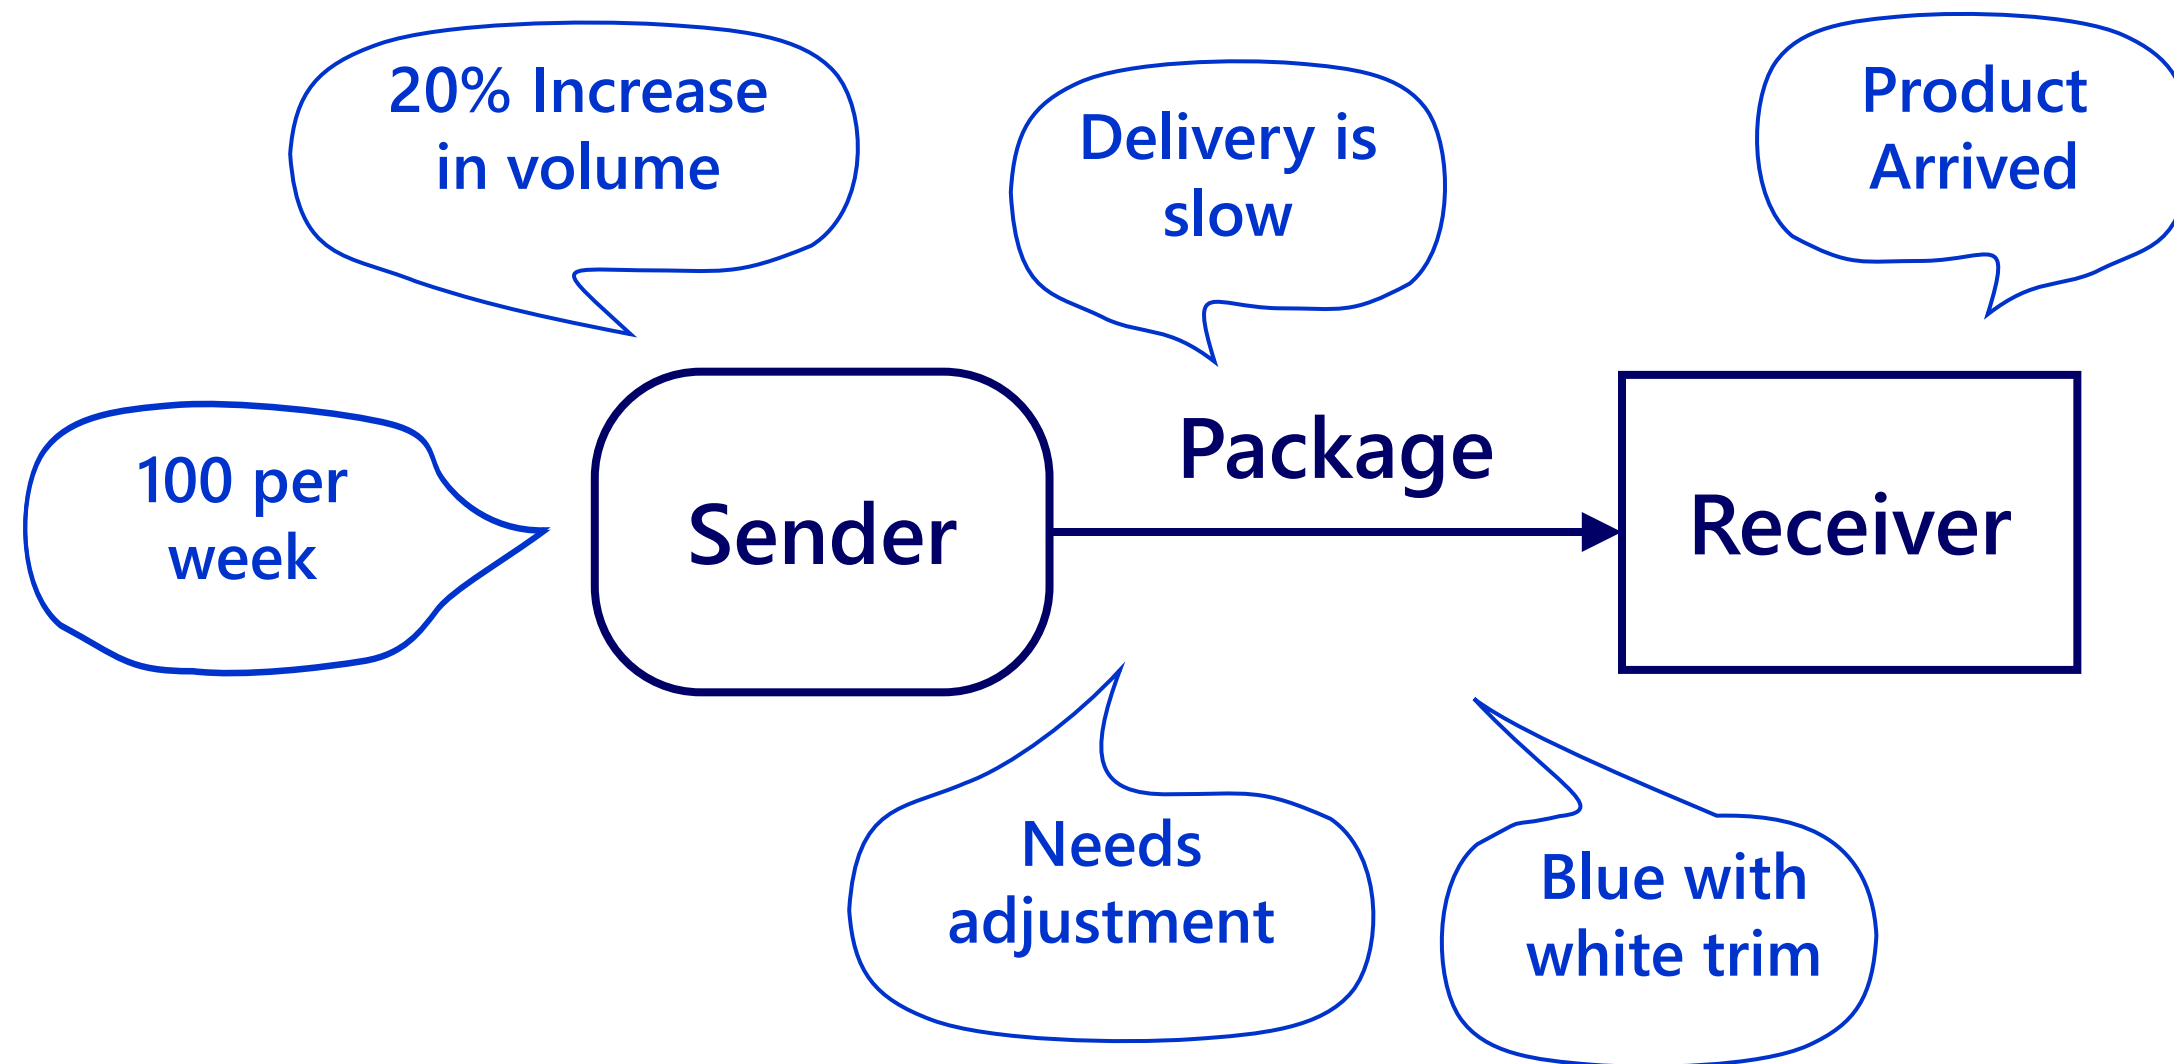 20% Increase
in volume
Delivery is
slow
Product
Arrived
100 per
week
Sender
Package
Receiver
Needs
adjustment
Blue with
white trim